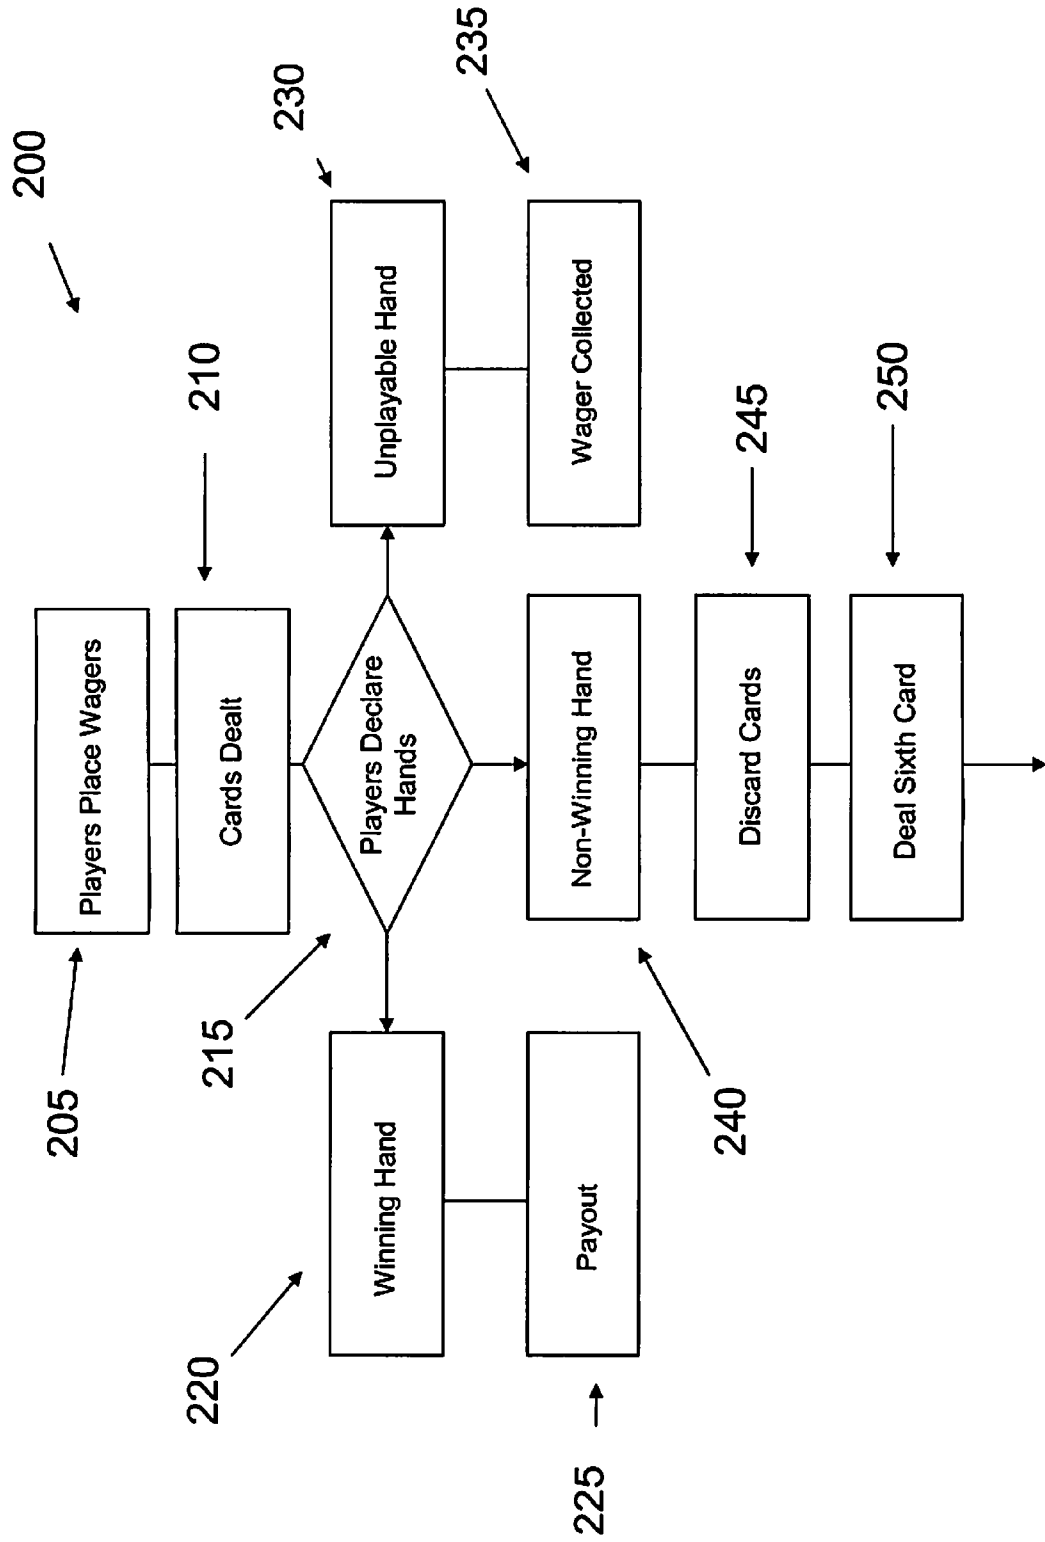 200
205
Players Place Wagers
210
Cards Dealt
215
Players Declare
Hands
220
Winning Hand
230
Unplayable Hand
225
Payout
240
Non-Winning Hand
235
Wager Collected
Discard Cards
245
Deal Sixth Card
250